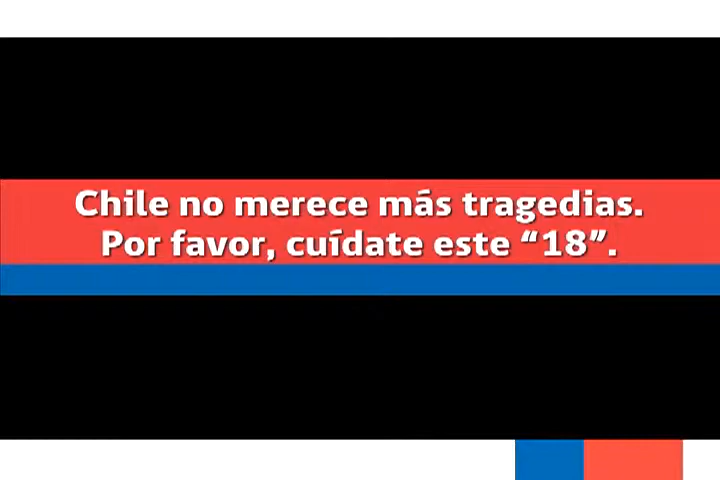 Chile no merece más tragedias.
Por favor, cuídate este “18”.